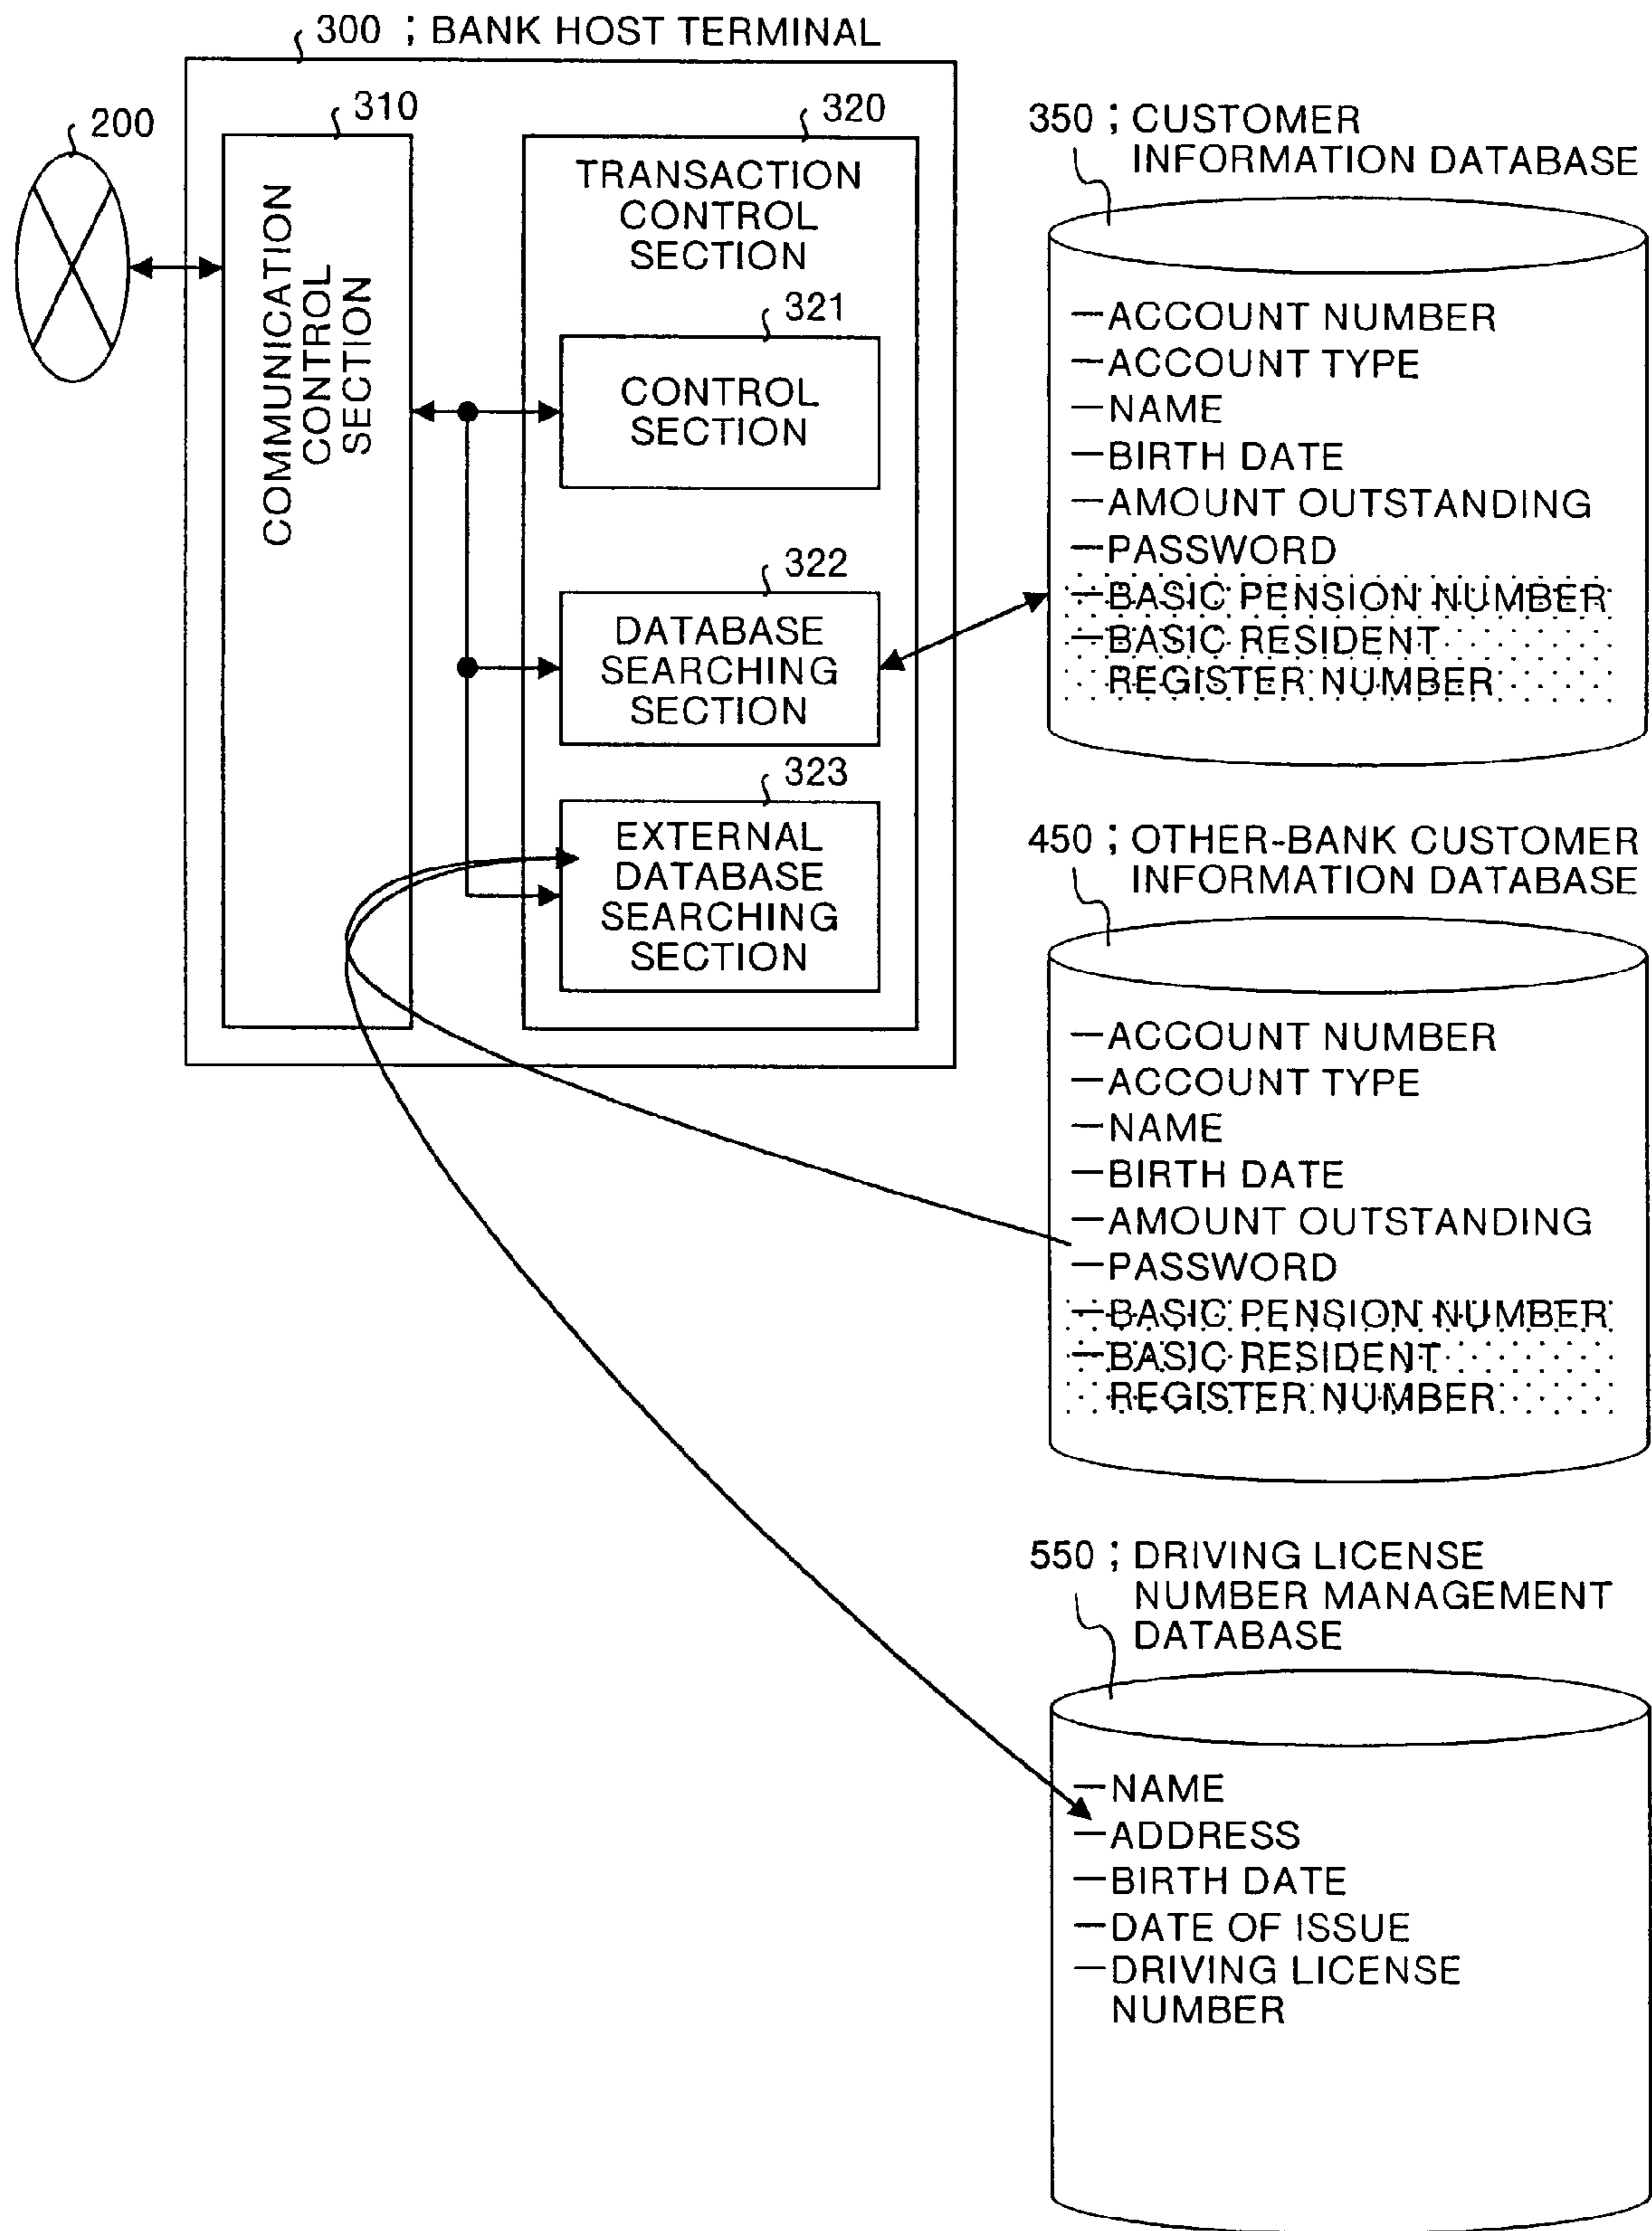 300 ; BANK HOST TERMINAL
200
310
COMMUNICATION
CONTROL
SECTION
320
TRANSACTION
CONTROL
SECTION
321
CONTROL
SECTION
322
DATABASE
SEARCHING
SECTION
323
EXTERNAL
DATABASE
SEARCHING
SECTION
350 ; CUSTOMER
INFORMATION DATABASE
—ACCOUNT NUMBER
—ACCOUNT TYPE
—NAME
—BIRTH DATE
—AMOUNT OUTSTANDING
—PASSWORD
—BASIC PENSION NUMBER
—BASIC RESIDENT
REGISTER NUMBER
450 ; OTHER-BANK CUSTOMER
INFORMATION DATABASE
—ACCOUNT NUMBER
—ACCOUNT TYPE
—NAME
—BIRTH DATE
—AMOUNT OUTSTANDING
—PASSWORD
—BASIC PENSION NUMBER
—BASIC RESIDENT
REGISTER NUMBER
550 ; DRIVING LICENSE
NUMBER MANAGEMENT
DATABASE
—NAME
—ADDRESS
—BIRTH DATE
—DATE OF ISSUE
—DRIVING LICENSE
NUMBER